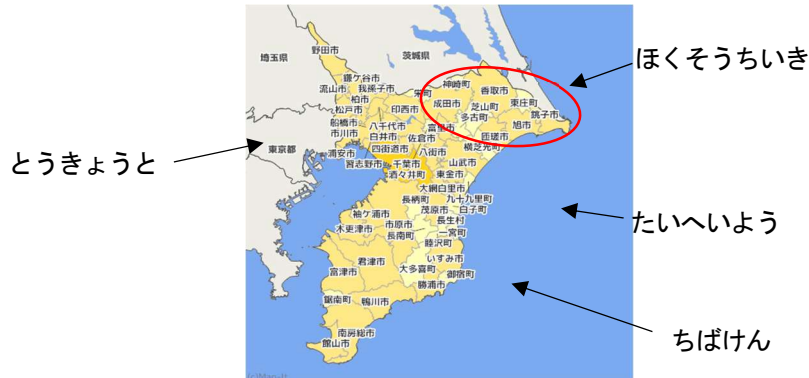 埼玉県
野田市
茨城県
ほくそうちいき
鎌ケ谷市
流山市 我孫子市
柏市
松戸市
栄町
神崎町
香取市
東庄町
銚子市
印西市
成田市
芝山町
多古町
旭市
匝瑳市
船橋市
市川市
八千代市
白井市
佐倉市
富里市
横芝光町
とうきょうと
東京都
浦安市
四街道市
八街市
習志野市
千葉市
酒々井町
山武市
東金市
大網白里市
九十九里町
白子町
長柄町
茂原市
長生村
一宮町
たいへいよう
袖ケ浦市
木更津市
市原市
長南町
睦沢町
いすみ市
君津市
富津市
大多喜町
御宿町
勝浦市
ちばけん
鋸南町
鴨川市
南房総市
館山市